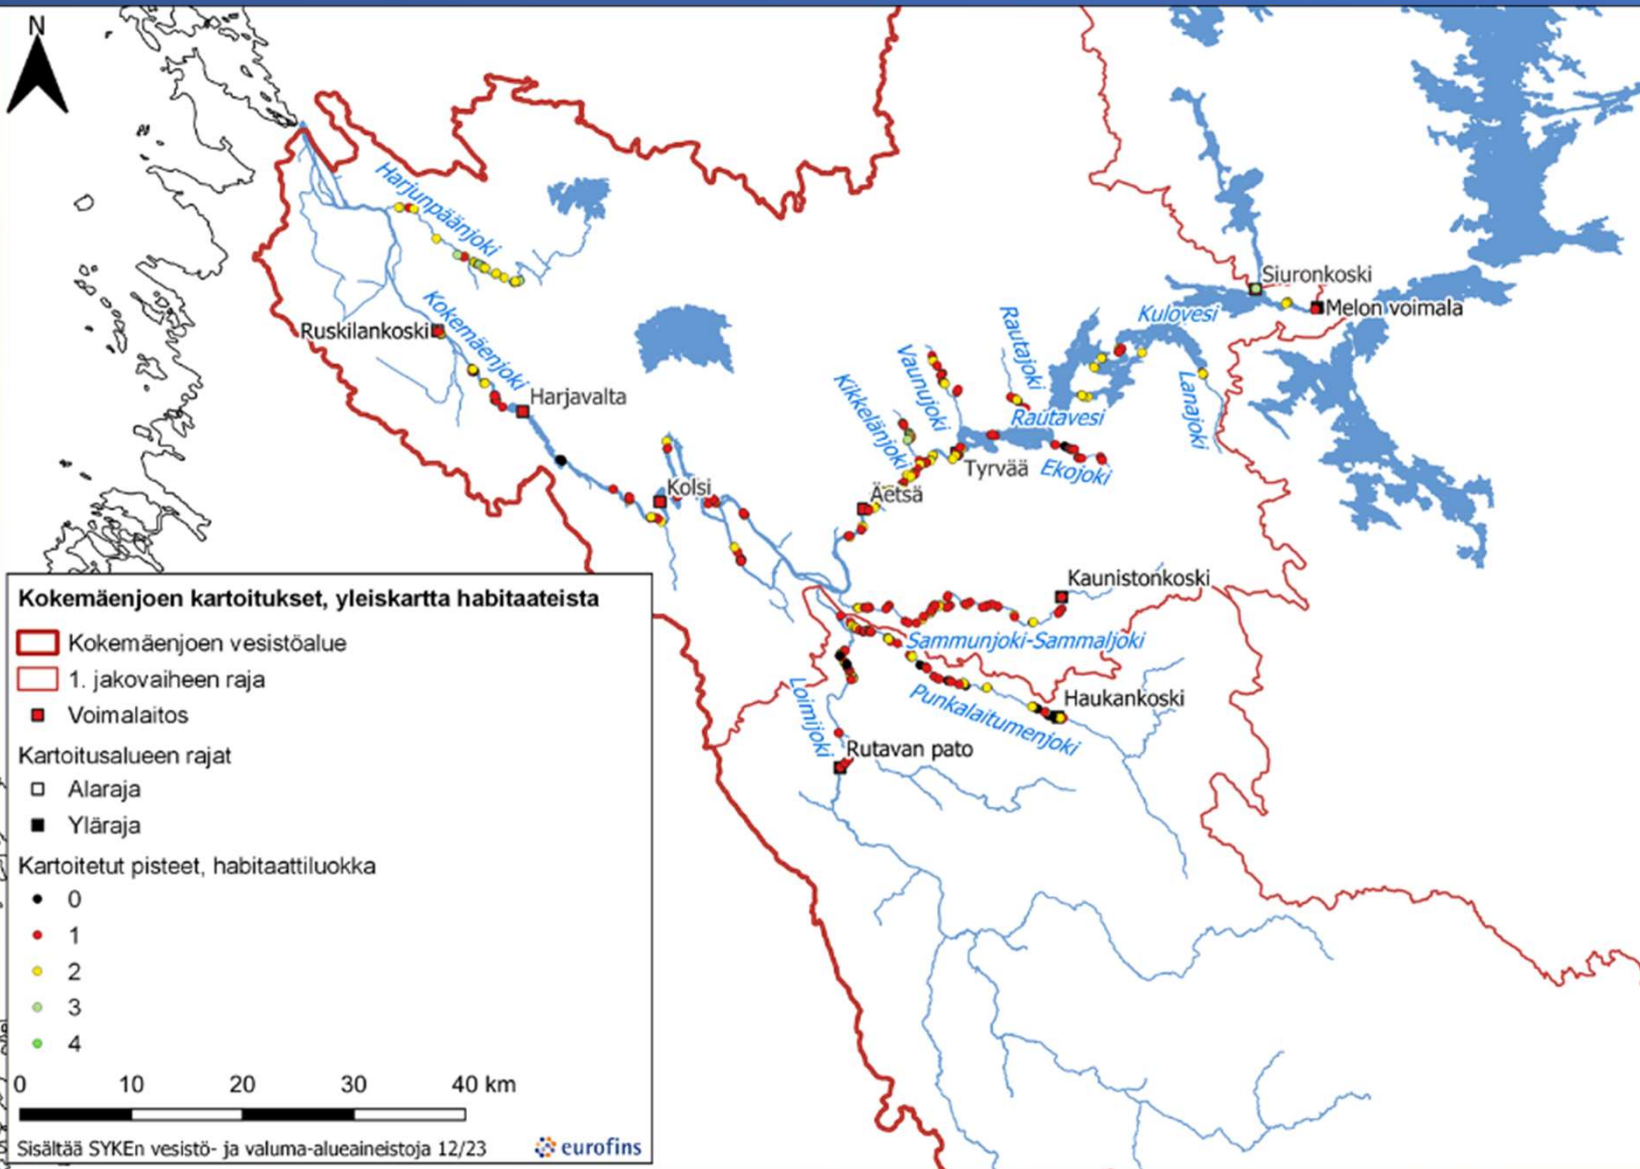 N
Harjunpäänjoki
Siuronkoski
Melon voimala
Kulovesi
Kokemäenjoki
Ruskilankoski
Rautajoki
Vaunujoki
Kikkelänjoki
Lanajoki
Harjavalta
Rautavesi
Tyrvää
Ekojoki
Kolsi
Äetsä
Kaunistonkoski
Sammunjoki-Sammaljoki
Loimijoki
Punkalaitumenjoki
Haukankoski
Rutavan pato
Kokemäenjoen kartoitukset, yleiskartta habitaateista
Kokemäenjoen vesistöalue
1. jakovaiheen raja
Voimalaitos
Kartoitusalueen rajat
Alaraja
Yläraja
Kartoitetut pisteet, habitaattiluokka
0
1
2
3
4
0 10 20 30 40 km
Sisältää SYKEn vesistö- ja valuma-alueaineistoja 12/23 eurofins